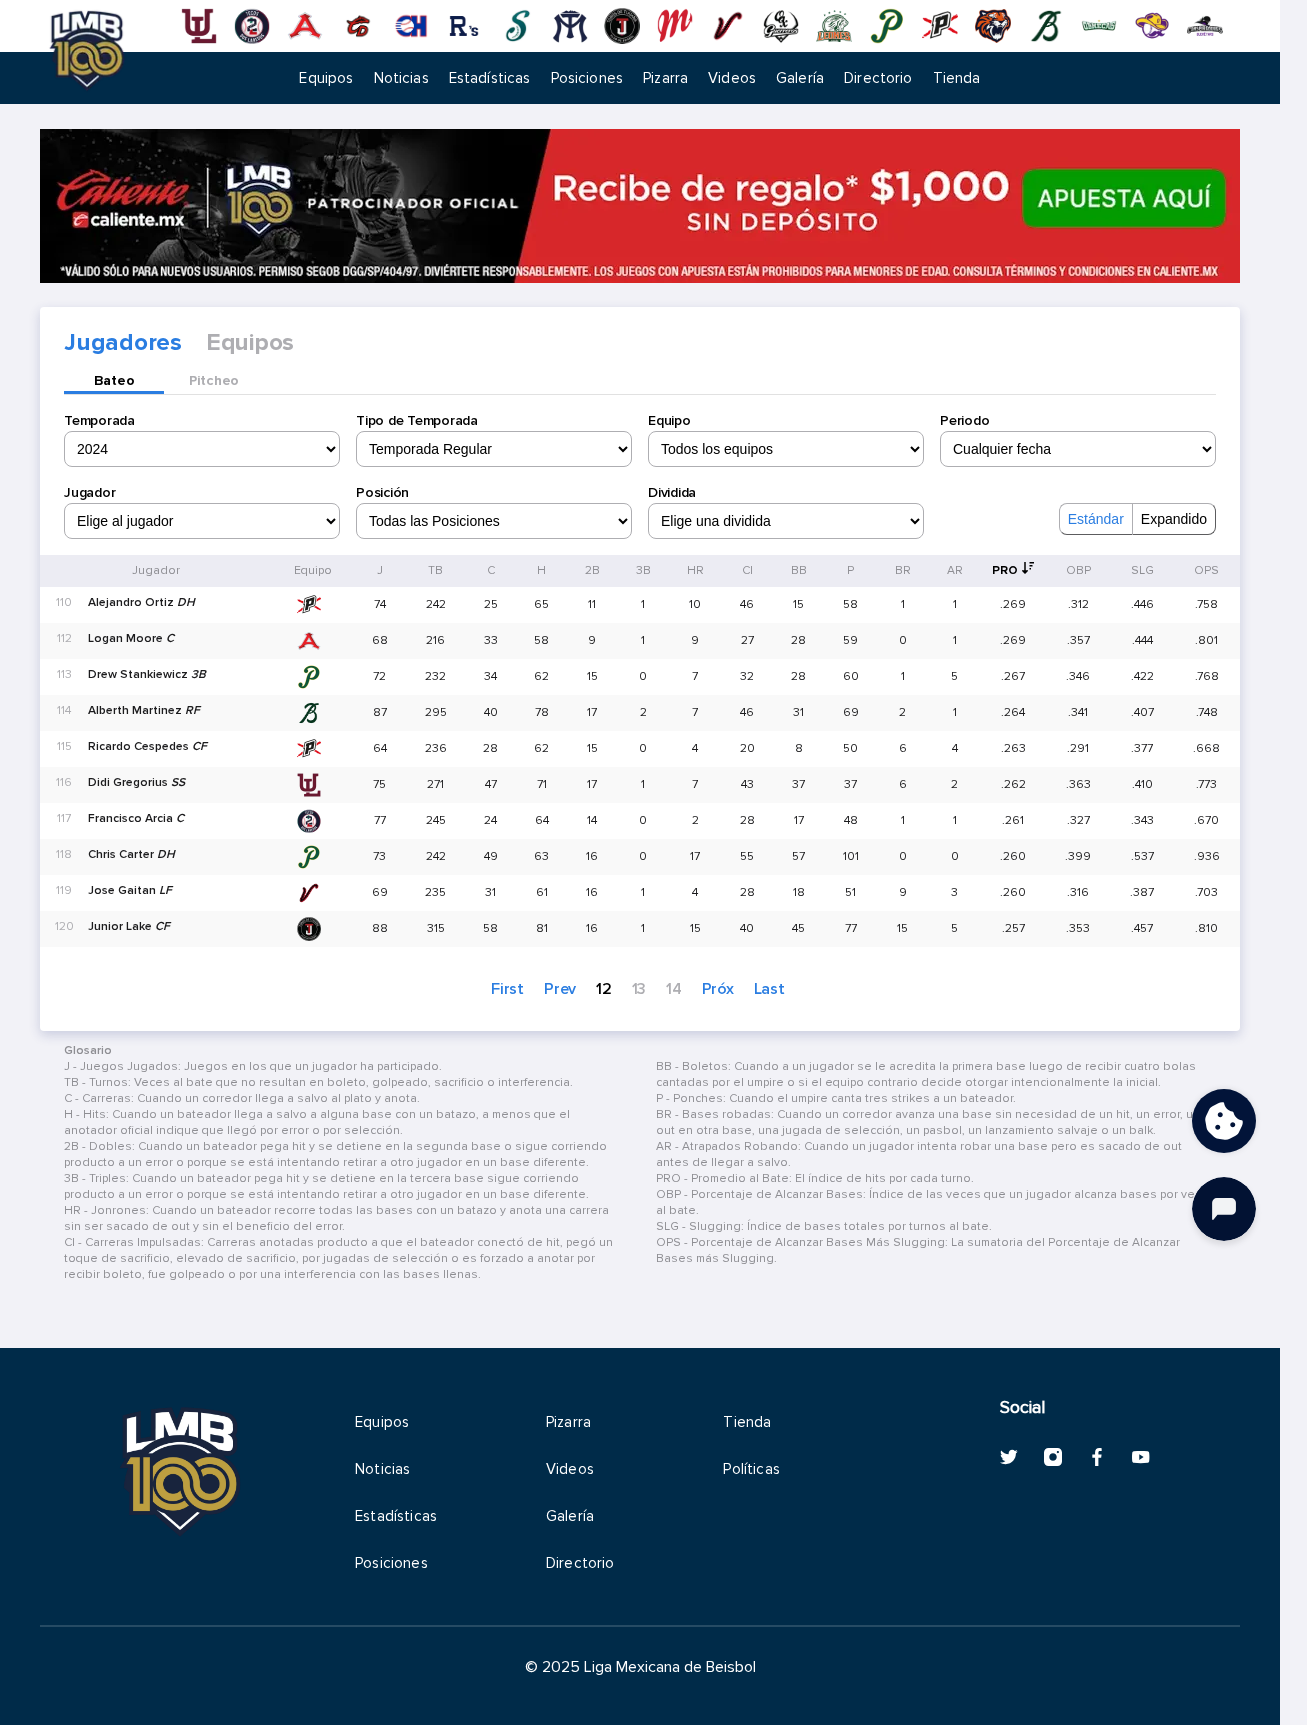 LMB
100
Equipos Noticias Estadísticas Posiciones Pizarra Videos Galería Directorio Tienda
Caliente
caliente.mx
LMB
100
PATROCINADOR OFICIAL
Recibe de regalo* $1,000
SIN DEPÓSITO
APUESTA AQUÍ
*VÁLIDO SÓLO PARA NUEVOS USUARIOS. PERMISO SEGOB DGG/SP/404/97. DIVIÉRTETE RESPONSABLEMENTE. LOS JUEGOS CON APUESTA ESTÁN PROHIBIDOS PARA MENORES DE EDAD. CONSULTA TÉRMINOS Y CONDICIONES EN CALIENTE.MX
Jugadores Equipos
Bateo Pitcheo
Temporada Tipo de Temporada Equipo Periodo
2024 Temporada Regular Todos los equipos Cualquier fecha
Jugador Posición Dividida
Elige al jugador Todas las Posiciones Elige una dividida Estándar Expandido
Jugador Equipo J TB C H 2B 3B HR CI BB P BR AR PRO OBP SLG OPS
110 Alejandro Ortiz DH 74 242 25 65 11 1 10 46 15 58 1 1 .269 .312 .446 .758
112 Logan Moore C 68 216 33 58 9 1 9 27 28 59 0 1 .269 .357 .444 .801
113 Drew Stankiewicz 3B 72 232 34 62 15 0 7 32 28 60 1 5 .267 .346 .422 .768
114 Alberth Martinez RF 87 295 40 78 17 2 7 46 31 69 2 1 .264 .341 .407 .748
115 Ricardo Cespedes CF 64 236 28 62 15 0 4 20 8 50 6 4 .263 .291 .377 .668
116 Didi Gregorius SS 75 271 47 71 17 1 7 43 37 37 6 2 .262 .363 .410 .773
117 Francisco Arcia C 77 245 24 64 14 0 2 28 17 48 1 1 .261 .327 .343 .670
118 Chris Carter DH 73 242 49 63 16 0 17 55 57 101 0 0 .260 .399 .537 .936
119 Jose Gaitan LF 69 235 31 61 16 1 4 28 18 51 9 3 .260 .316 .387 .703
120 Junior Lake CF 88 315 58 81 16 1 15 40 45 77 15 5 .257 .353 .457 .810
First Prev 12 13 14 Próx Last
Glosario
J - Juegos Jugados: Juegos en los que un jugador ha participado.
TB - Turnos: Veces al bate que no resultan en boleto, golpeado, sacrificio o interferencia.
C - Carreras: Cuando un corredor llega a salvo al plato y anota.
H - Hits: Cuando un bateador llega a salvo a alguna base con un batazo, a menos que el
anotador oficial indique que llegó por error o por selección.
2B - Dobles: Cuando un bateador pega hit y se detiene en la segunda base o sigue corriendo
producto a un error o porque se está intentando retirar a otro jugador en un base diferente.
3B - Triples: Cuando un bateador pega hit y se detiene en la tercera base sigue corriendo
producto a un error o porque se está intentando retirar a otro jugador en un base diferente.
HR - Jonrones: Cuando un bateador recorre todas las bases con un batazo y anota una carrera
sin ser sacado de out y sin el beneficio del error.
CI - Carreras Impulsadas: Carreras anotadas producto a que el bateador conectó de hit, pegó un
toque de sacrificio, elevado de sacrificio, por jugadas de selección o es forzado a anotar por
recibir boleto, fue golpeado o por una interferencia con las bases llenas.
BB - Boletos: Cuando a un jugador se le acredita la primera base luego de recibir cuatro bolas
cantadas por el umpire o si el equipo contrario decide otorgar intencionalmente la inicial.
P - Ponches: Cuando el umpire canta tres strikes a un bateador.
BR - Bases robadas: Cuando un corredor avanza una base sin necesidad de un hit, un error,
out en otra base, una jugada de selección, un pasbol, un lanzamiento salvaje o un balk.
AR - Atrapados Robando: Cuando un jugador intenta robar una base pero es sacado de out
antes de llegar a salvo.
PRO - Promedio al Bate: El índice de hits por cada turno.
OBP - Porcentaje de Alcanzar Bases: Índice de las veces que un jugador alcanza bases por
al bate.
SLG - Slugging: Índice de bases totales por turnos al bate.
OPS - Porcentaje de Alcanzar Bases Más Slugging: La sumatoria del Porcentaje de Alcanzar
Bases más Slugging.
LMB
100
Equipos Pizarra Tienda
Noticias Videos Políticas
Estadísticas Galería
Posiciones Directorio
Social
© 2025 Liga Mexicana de Beisbol